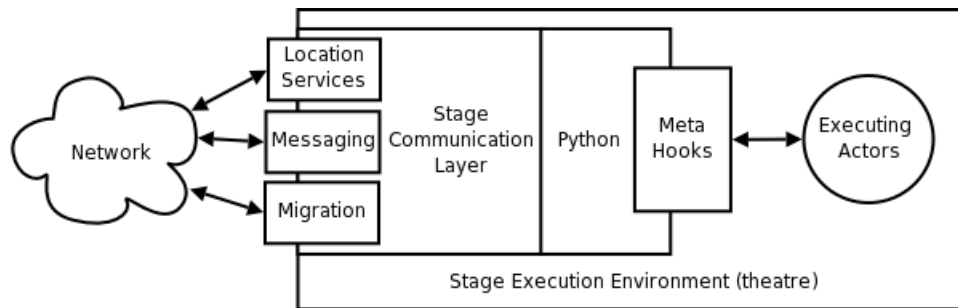 Location
Services
Network
Messaging
Migration
Stage
Communication
Layer
Python
Meta
Hooks
Executing
Actors
Stage Execution Environment (theatre)